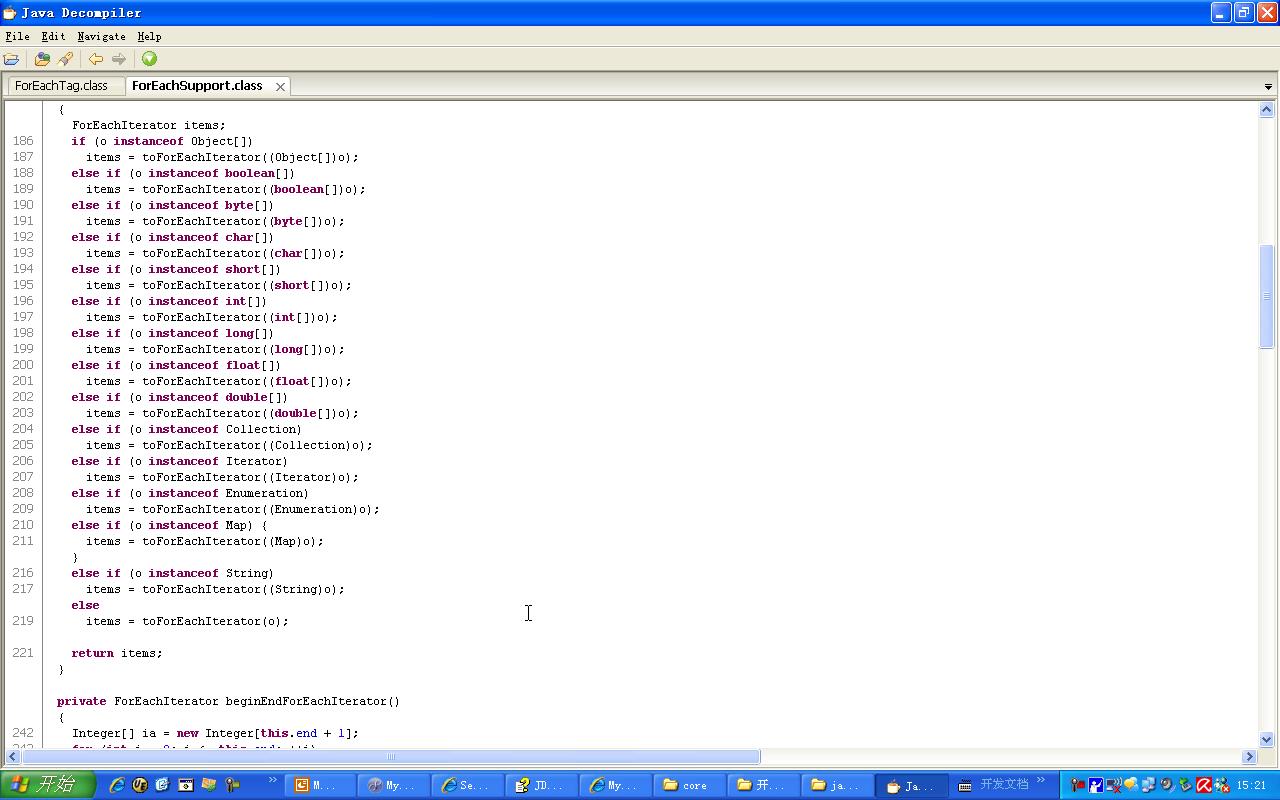 Java Decompiler
File Edit Navigate Help
ForEachTag.class ForEachSupport.class
{
ForEachIterator items;
186 if (o instanceof Object[])
187 items = toForEachIterator((Object[])o);
188 else if (o instanceof boolean[])
189 items = toForEachIterator((boolean[])o);
190 else if (o instanceof byte[])
191 items = toForEachIterator((byte[])o);
192 else if (o instanceof char[])
193 items = toForEachIterator((char[])o);
194 else if (o instanceof short[])
195 items = toForEachIterator((short[])o);
196 else if (o instanceof int[])
197 items = toForEachIterator((int[])o);
198 else if (o instanceof long[])
199 items = toForEachIterator((long[])o);
200 else if (o instanceof float[])
201 items = toForEachIterator((float[])o);
202 else if (o instanceof double[])
203 items = toForEachIterator((double[])o);
204 else if (o instanceof Collection)
205 items = toForEachIterator((Collection)o);
206 else if (o instanceof Iterator)
207 items = toForEachIterator((Iterator)o);
208 else if (o instanceof Enumeration)
209 items = toForEachIterator((Enumeration)o);
210 else if (o instanceof Map) {
211 items = toForEachIterator((Map)o);
}
216 else if (o instanceof String)
217 items = toForEachIterator((String)o);
else
219 items = toForEachIterator(o);
221 return items;
}
private ForEachIterator beginEndForEachIterator()
{
242 Integer[] ia = new Integer[this.end + 1];
开始 M... My... Se... JD... My... core 开... ja... Ja... 开发文档 15:21